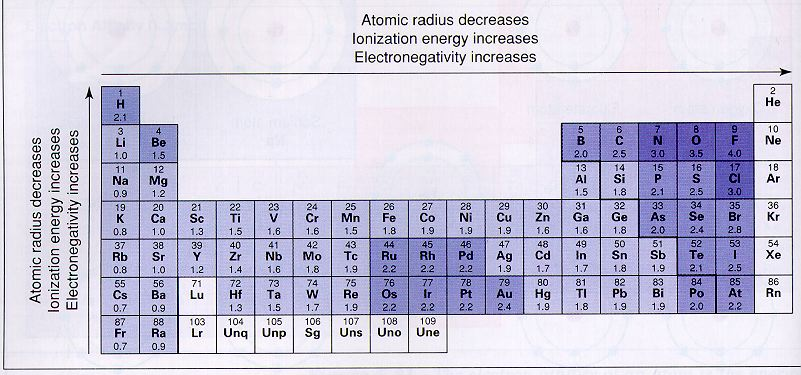 Atomic radius decreases
Ionization energy increases
Electronegativity increases
Atomic radius decreases
Ionization energy increases
Electronegativity increases
1 2
H He
2.1
3 4 5 6 7 8 9 10
Li Be B C N O F Ne
1.0 1.5 2.0 2.5 3.0 3.5 4.0
11 12 13 14 15 16 17 18
Na Mg Al Si P S Cl Ar
0.9 1.2 1.5 1.8 2.1 2.5 3.0
19 20 21 22 23 24 25 26 27 28 29 30 31 32 33 34 35 36
K Ca Sc Ti V Cr Mn Fe Co Ni Cu Zn Ga Ge As Se Br Kr
0.8 1.0 1.3 1.5 1.6 1.6 1.5 1.8 1.9 1.9 1.9 1.6 1.6 1.8 2.0 2.4 2.8
37 38 39 40 41 42 43 44 45 46 47 48 49 50 51 52 53 54
Rb Sr Y Zr Nb Mo Tc Ru Rh Pd Ag Cd In Sn Sb Te I Xe
0.8 1.0 1.2 1.4 1.6 1.8 1.9 2.2 2.2 2.2 1.9 1.7 1.7 1.8 1.9 2.1 2.5
55 56 71 72 73 74 75 76 77 78 79 80 81 82 83 84 85 86
Cs Ba Lu Hf Ta W Re Os Ir Pt Au Hg Tl Pb Bi Po At Rn
0.7 0.9 1.3 1.5 1.7 1.9 2.2 2.2 2.2 2.4 1.9 1.8 1.9 1.9 2.0 2.2
87 88 103 104 105 106 107 108 109
Fr Ra Lr Unq Unp Sg Uns Uno Une
0.7 0.9